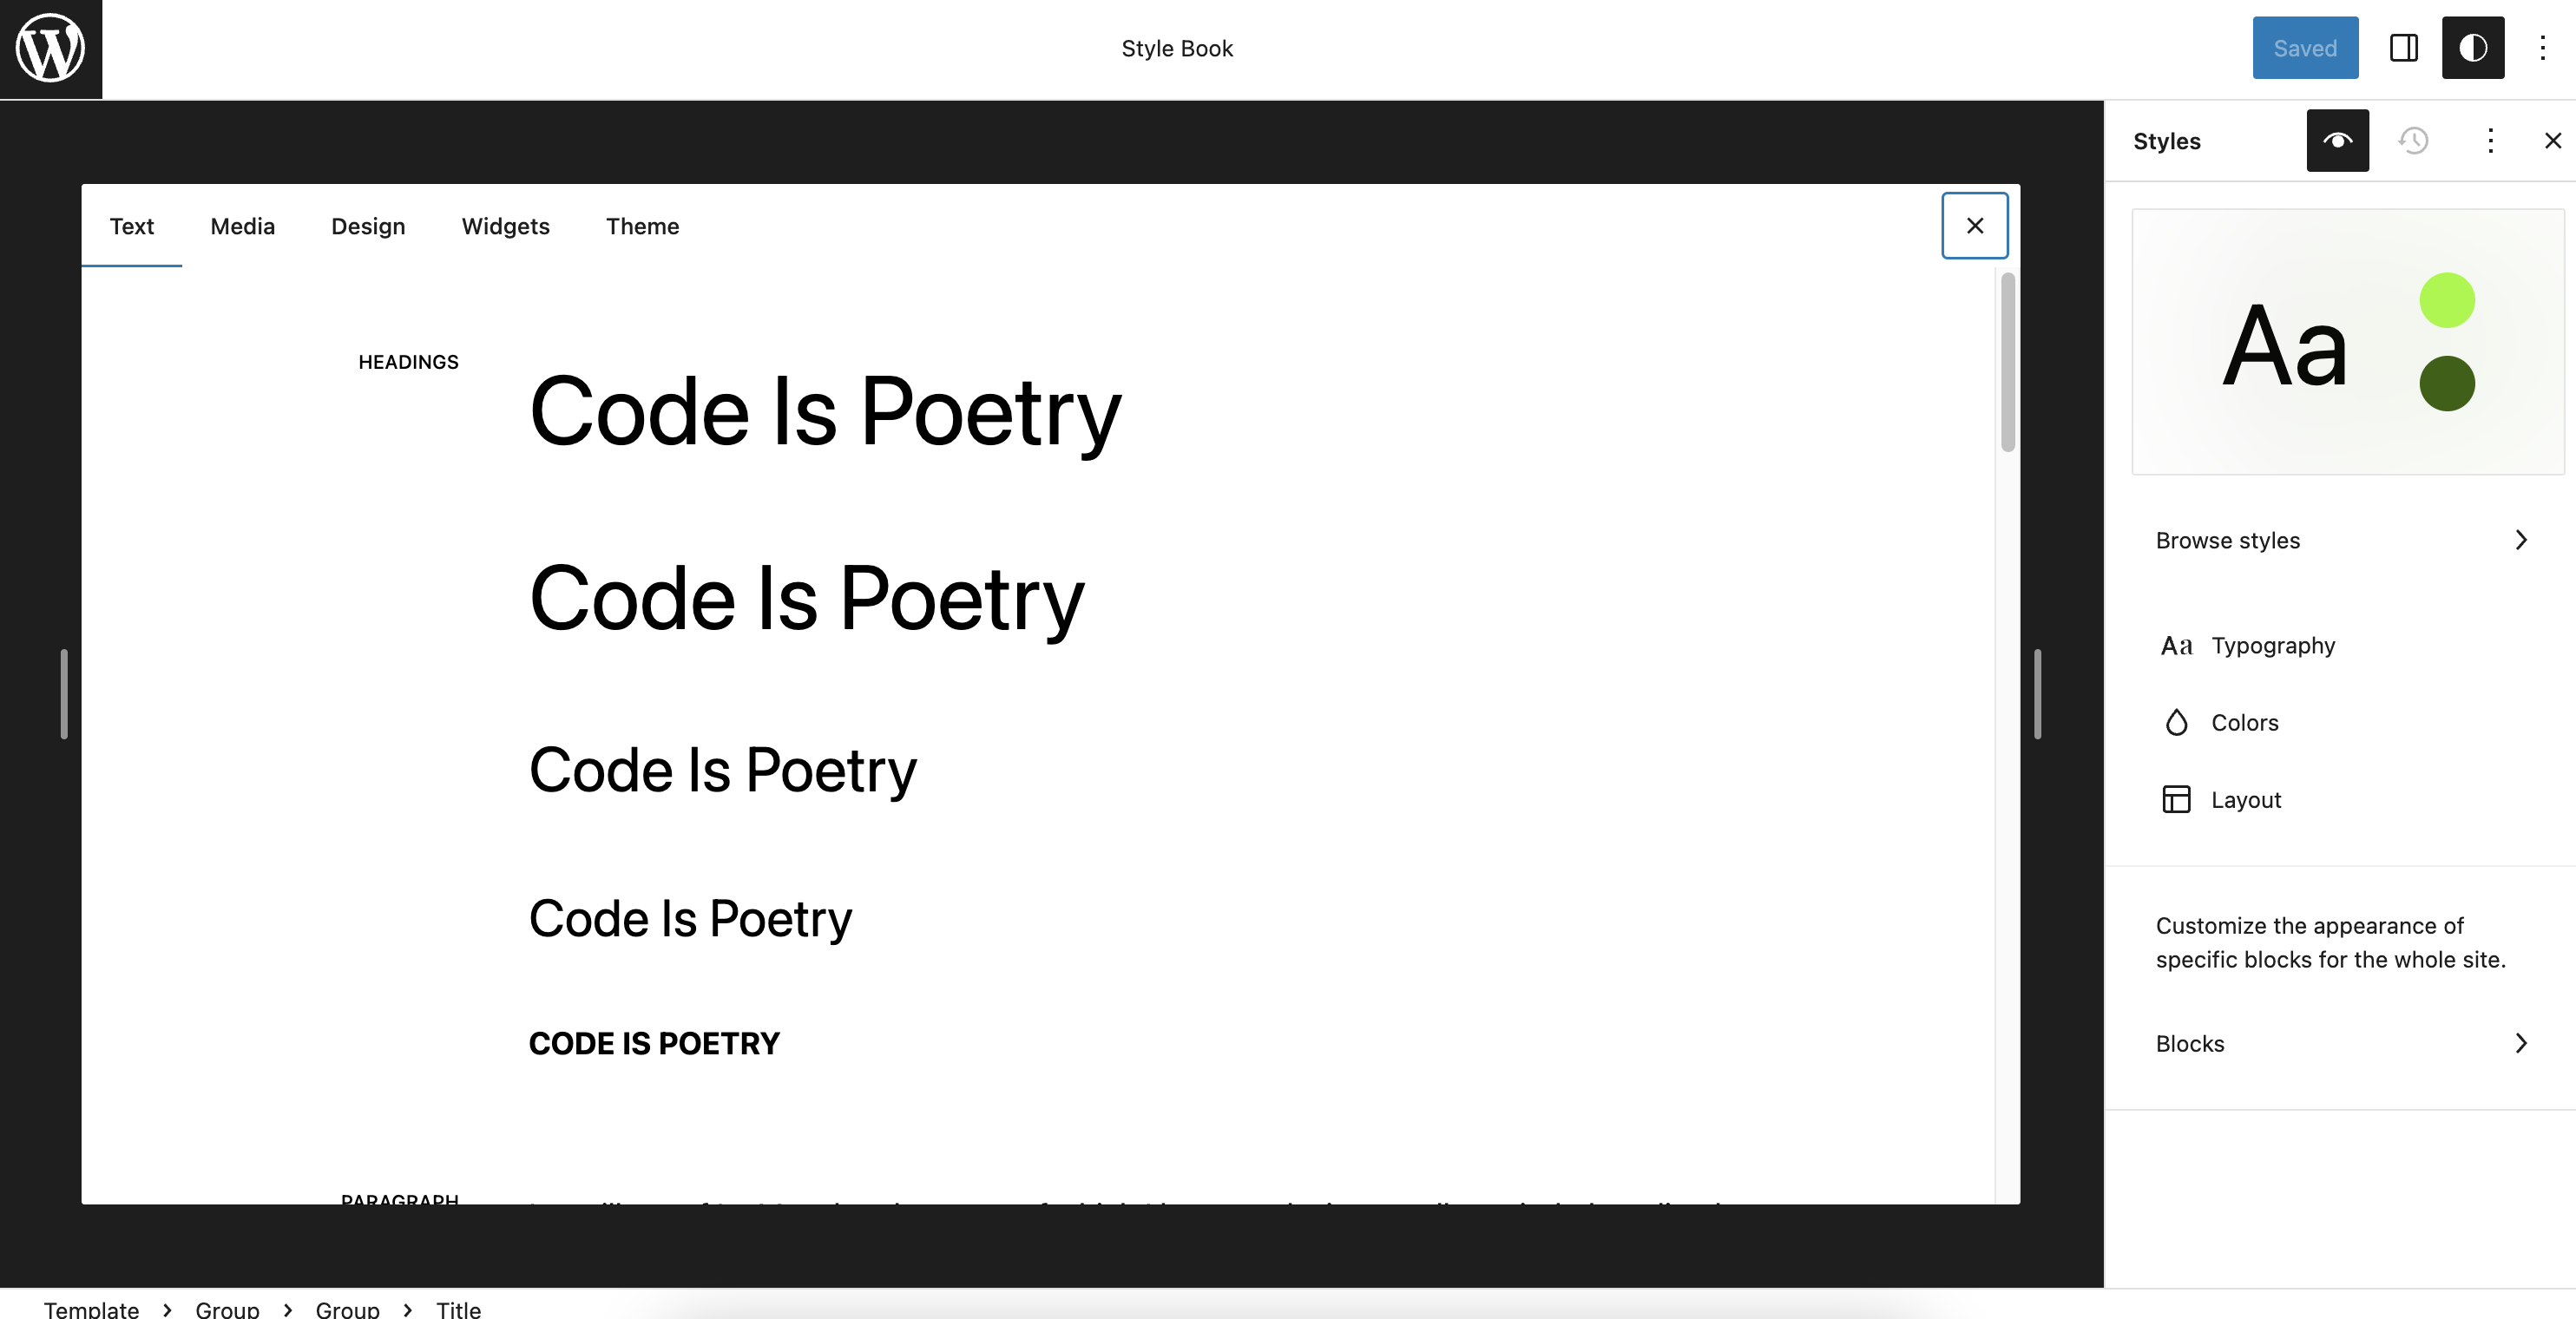 Style Book
Saved
Styles
Text Media Design Widgets Theme
HEADINGS
Code Is Poetry
Code Is Poetry
Code Is Poetry
Code Is Poetry
CODE IS POETRY
PARAGRAPH
Aa
Browse styles
Aa Typography
Colors
Layout
Customize the appearance of
specific blocks for the whole site.
Blocks
Template > Group > Group > Title